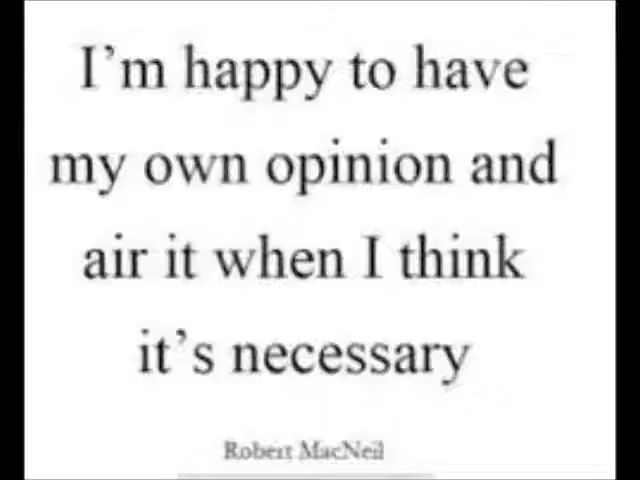 I'm happy to have
my own opinion and
air it when I think
it's necessary
Robert MacNeil